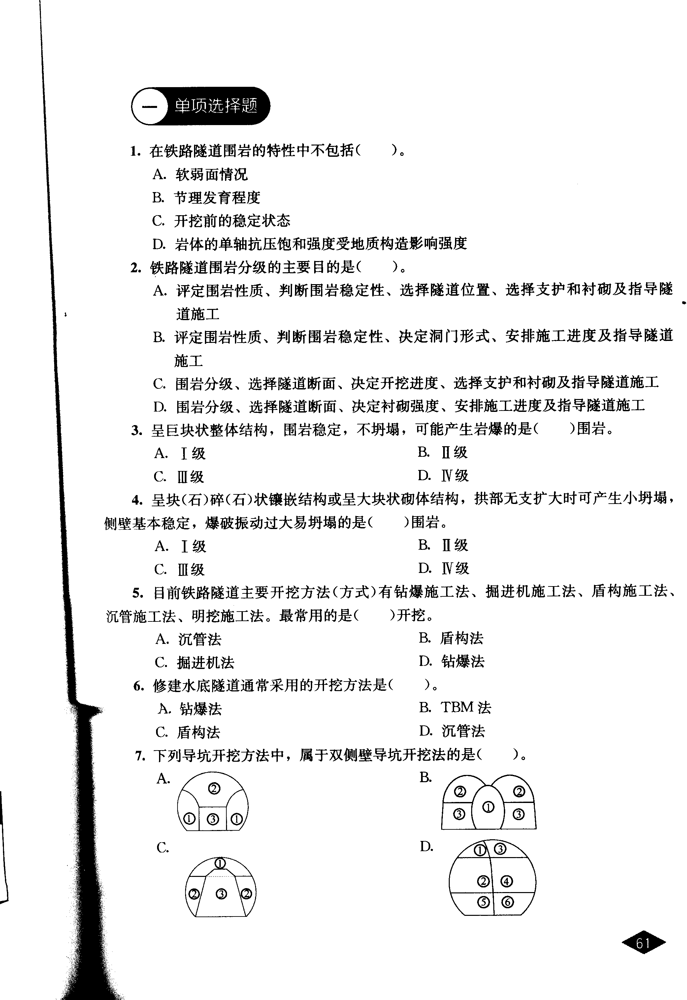 一 单项选择题
1. 在铁路隧道围岩的特性中不包括(　　)。
A. 软弱面情况
B. 节理发育程度
C. 开挖前的稳定状态
D. 岩体的单轴抗压饱和强度受地质构造影响强度
2. 铁路隧道围岩分级的主要目的是(　　)。
A. 评定围岩性质、判断围岩稳定性、选择隧道位置、选择支护和衬砌及指导隧
道施工
B. 评定围岩性质、判断围岩稳定性、决定洞门形式、安排施工进度及指导隧道
施工
C. 围岩分级、选择隧道断面、决定开挖进度、选择支护和衬砌及指导隧道施工
D. 围岩分级、选择隧道断面、决定衬砌强度、安排施工进度及指导隧道施工
3. 呈巨块状整体结构，围岩稳定，不坍塌，可能产生岩爆的是(　　)围岩。
A. Ⅰ级　　B. Ⅱ级
C. Ⅲ级　　D. Ⅳ级
4. 呈块(石)碎(石)状镶嵌结构或呈大块状砌体结构，拱部无支扩大时可产生小坍塌，
侧壁基本稳定，爆破振动过大易坍塌的是(　　)围岩。
A. Ⅰ级　　B. Ⅱ级
C. Ⅲ级　　D. Ⅳ级
5. 目前铁路隧道主要开挖方法(方式)有钻爆施工法、掘进机施工法、盾构施工法、
沉管施工法、明挖施工法。最常用的是(　　)开挖。
A. 沉管法　　B. 盾构法
C. 掘进机法　　D. 钻爆法
6. 修建水底隧道通常采用的开挖方法是(　　)。
A. 钻爆法　　B. TBM法
C. 盾构法　　D. 沉管法
7. 下列导坑开挖方法中，属于双侧壁导坑开挖法的是(　　)。
A.　　B.
②
① ③ ①
② ②
①
③ ③
C.　　D.
①
② ③ ②
① ③
② ④
⑤ ⑥
61